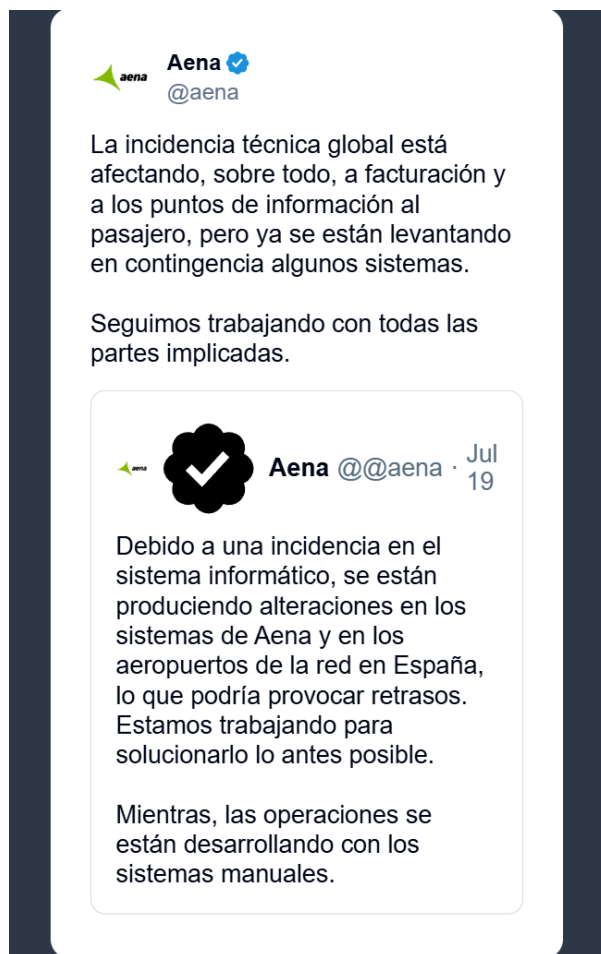 aena
Aena
@aena
La incidencia técnica global está
afectando, sobre todo, a facturación y
a los puntos de información al
pasajero, pero ya se están levantando
en contingencia algunos sistemas.
Seguimos trabajando con todas las
partes implicadas.
aena
Aena @@aena · Jul
19
Debido a una incidencia en el
sistema informático, se están
produciendo alteraciones en los
sistemas de Aena y en los
aeropuertos de la red en España,
lo que podría provocar retrasos.
Estamos trabajando para
solucionarlo lo antes posible.
Mientras, las operaciones se
están desarrollando con los
sistemas manuales.